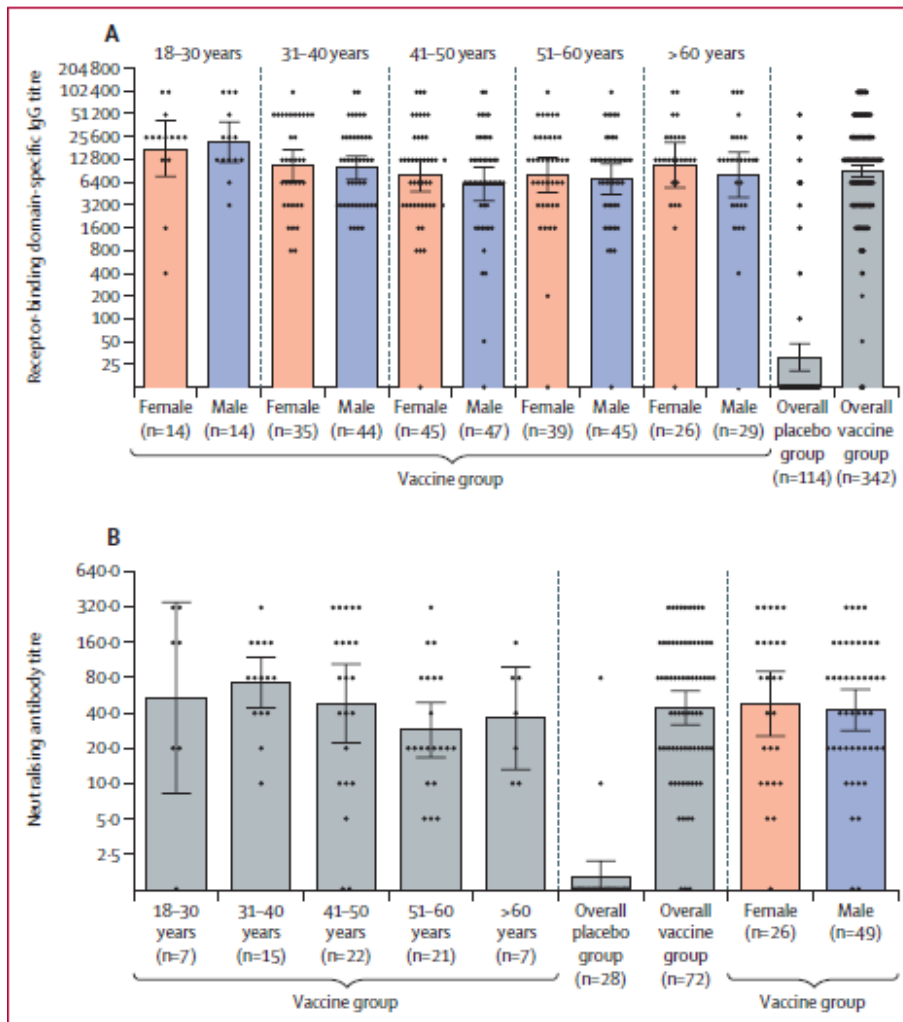 A
18–30 years 31–40 years 41–50 years 51–60 years >60 years
Receptor-binding domain-specific IgG titre
204 800
102 400
51 200
25 600
12 800
6400
3200
1600
800
400
200
100
50
25
Female Male Female Male Female Male Female Male Female Male Overall Overall
(n=14) (n=14) (n=35) (n=44) (n=45) (n=47) (n=39) (n=45) (n=26) (n=29) placebo vaccine
group group
(n=114) (n=342)
Vaccine group
B
Neutralising antibody titre
640·0
320·0
160·0
80·0
40·0
20·0
10·0
5·0
2·5
18–30 31–40 41–50 51–60 >60 years Overall Overall Female Male
years years years years (n=7) placebo vaccine (n=26) (n=49)
(n=7) (n=15) (n=22) (n=21) group group
(n=28) (n=72)
Vaccine group Vaccine group